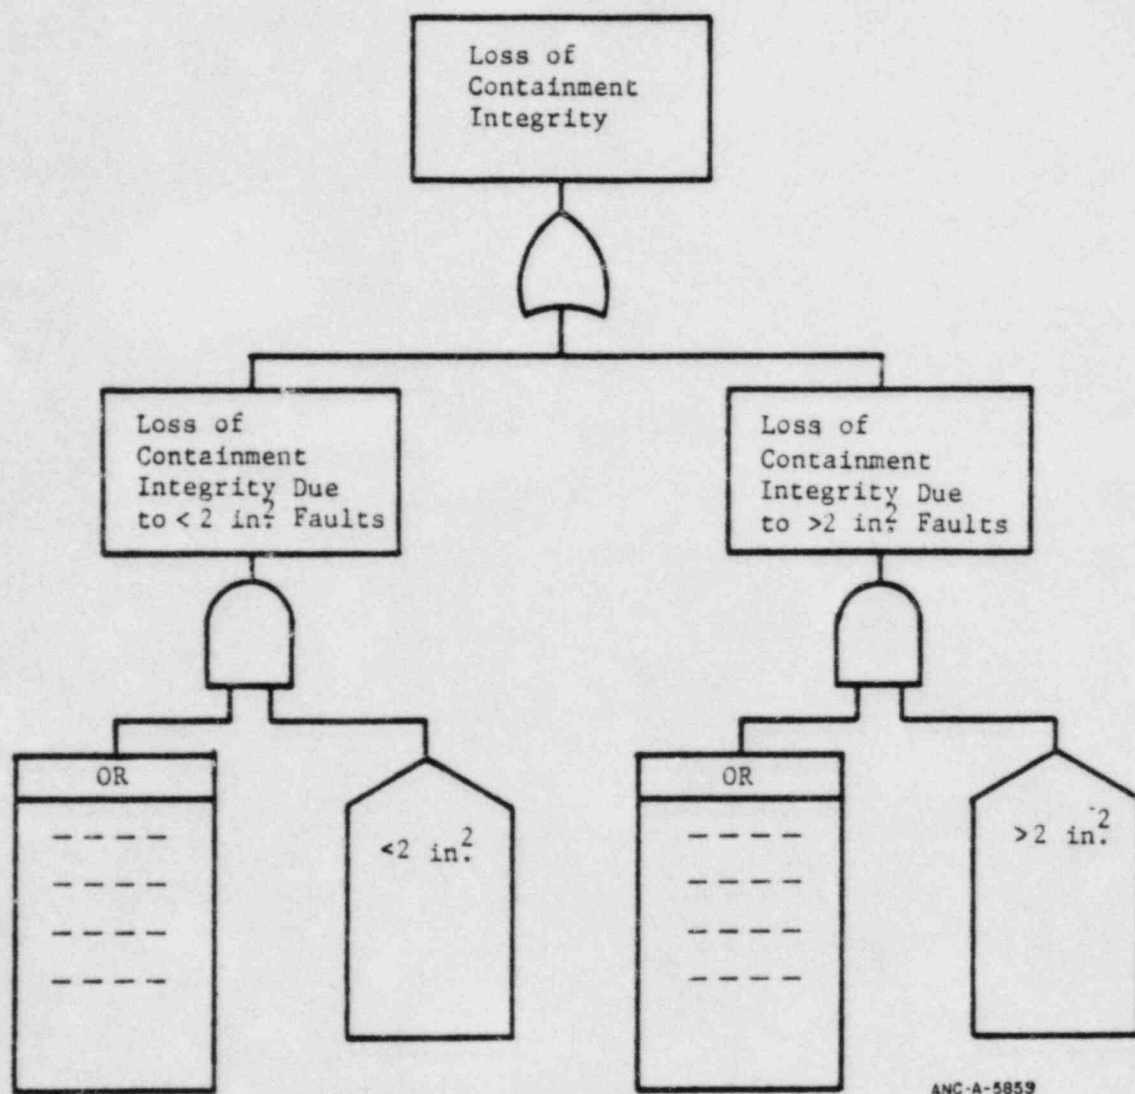 Loss of
Containment
Integrity
Loss of
Containment
Integrity Due
to < 2 in.² Faults
Loss of
Containment
Integrity Due
to >2 in.² Faults
OR
<2 in.²
OR
>2 in.²
ANC-A-5859